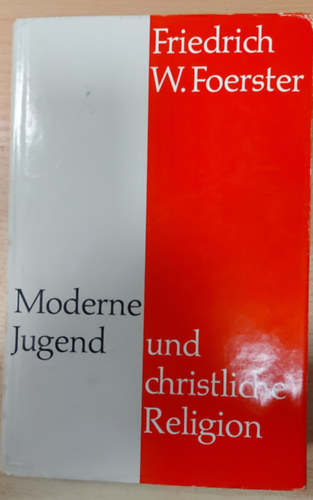 Friedrich
W. Foerster
Moderne
Jugend
und
christliche
Religion